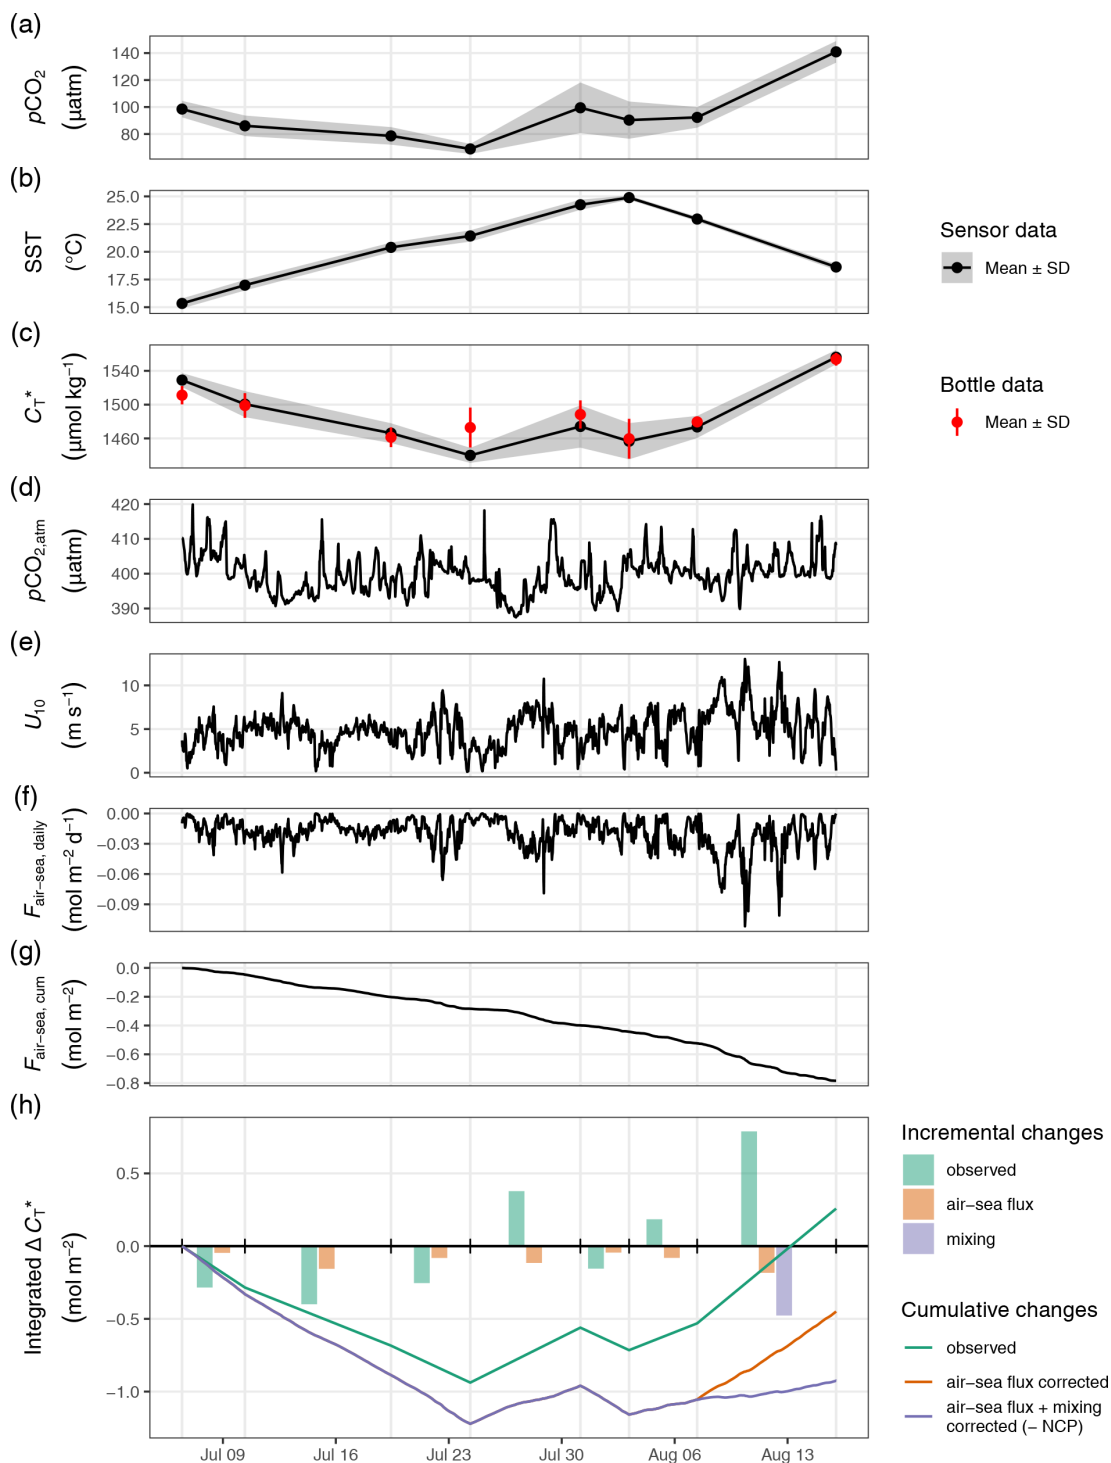 (a)
pCO2
(µatm)
140
120
100
80
(b)
SST
(°C)
25.0
22.5
20.0
17.5
15.0
Sensor data
Mean ± SD
(c)
CT*
(µmol kg−1)
1540
1500
1460
Bottle data
Mean ± SD
(d)
pCO2,atm
(µatm)
420
410
400
390
(e)
U10
(m s−1)
10
5
0
(f)
Fair−sea, daily
(mol m−2 d−1)
0.00
−0.03
−0.06
−0.09
(g)
Fair−sea, cum
(mol m−2)
0.0
−0.2
−0.4
−0.6
−0.8
(h)
Integrated Δ CT*
(mol m−2)
0.5
0.0
−0.5
−1.0
Jul 09
Jul 16
Jul 23
Jul 30
Aug 06
Aug 13
Incremental changes
observed
air−sea flux
mixing
Cumulative changes
observed
air−sea flux corrected
air−sea flux + mixing
corrected (− NCP)